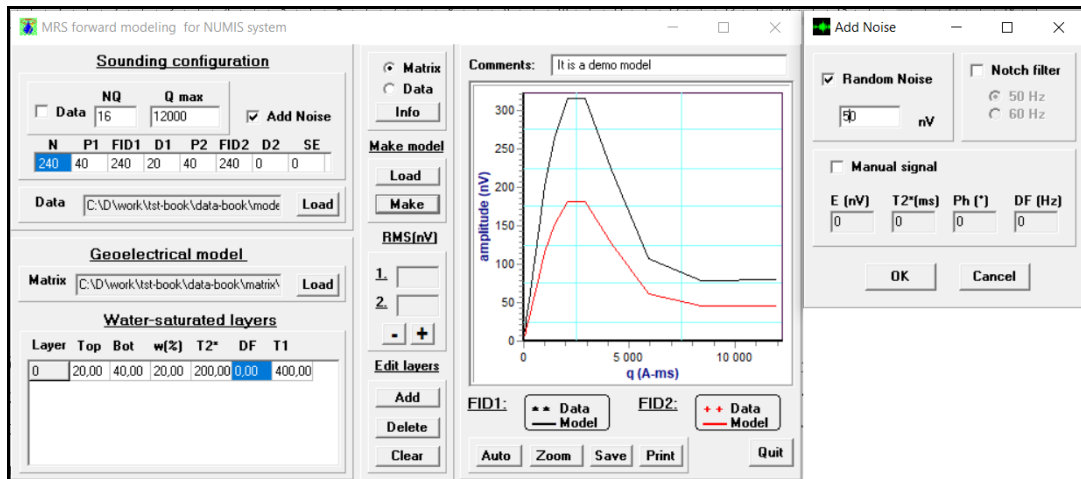 MRS forward modeling for NUMIS system
Sounding configuration
NQ Q max
Data 16 12000 Add Noise
N P1 FID1 D1 P2 FID2 D2 SE
240 40 240 20 40 240 0 0
Data C:\D\work\tst-book\data-book\mode Load
Geoelectrical model
Matrix C:\D\work\tst-book\data-book\matrix\ Load
Water-saturated layers
Layer Top Bot w(%) T2* DF T1
0 20,00 40,00 20,00 200,00 0,00 400,00
Matrix
Data
Info
Make model
Load
Make
RMS(nV)
1.
2.
- +
Edit layers
Add
Delete
Clear
Comments: It is a demo model
amplitude (nV)
300
250
200
150
100
50
0
0 5 000 10 000
q (A-ms)
FID1: Data Model
FID2: Data Model
Auto Zoom Save Print Quit
Add Noise
Random Noise
50 nV
Notch filter
50 Hz
60 Hz
Manual signal
E (nV) T2*(ms) Ph (°) DF (Hz)
0 0 0 0
OK Cancel